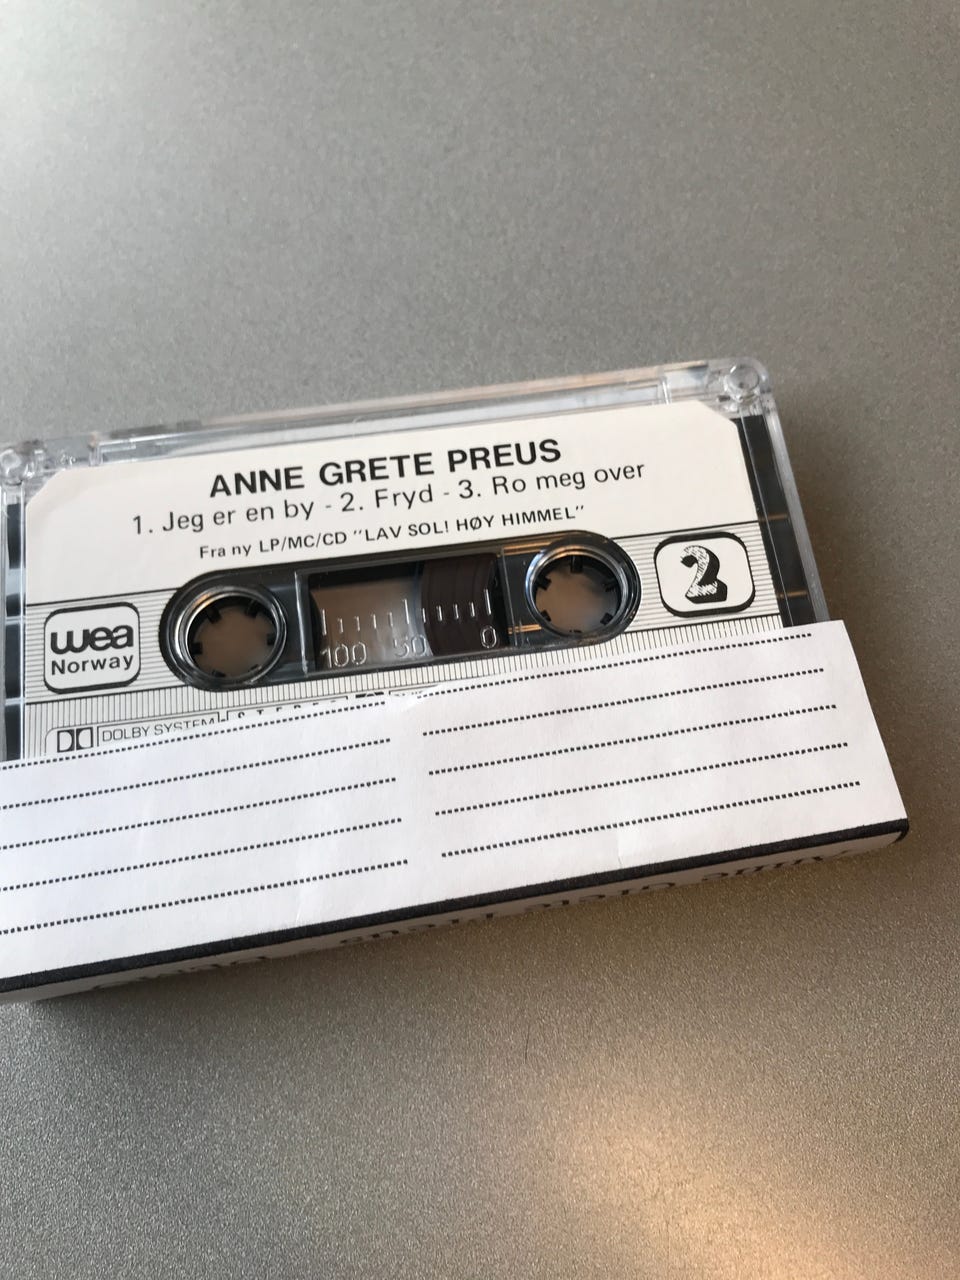 ANNE GRETE PREUS
1. Jeg er en by - 2. Fryd - 3. Ro meg over
Fra ny LP/MC/CD "LAV SOL! HØY HIMMEL"
2
wea
Norway
100 50 0
DOLBY SYSTEM